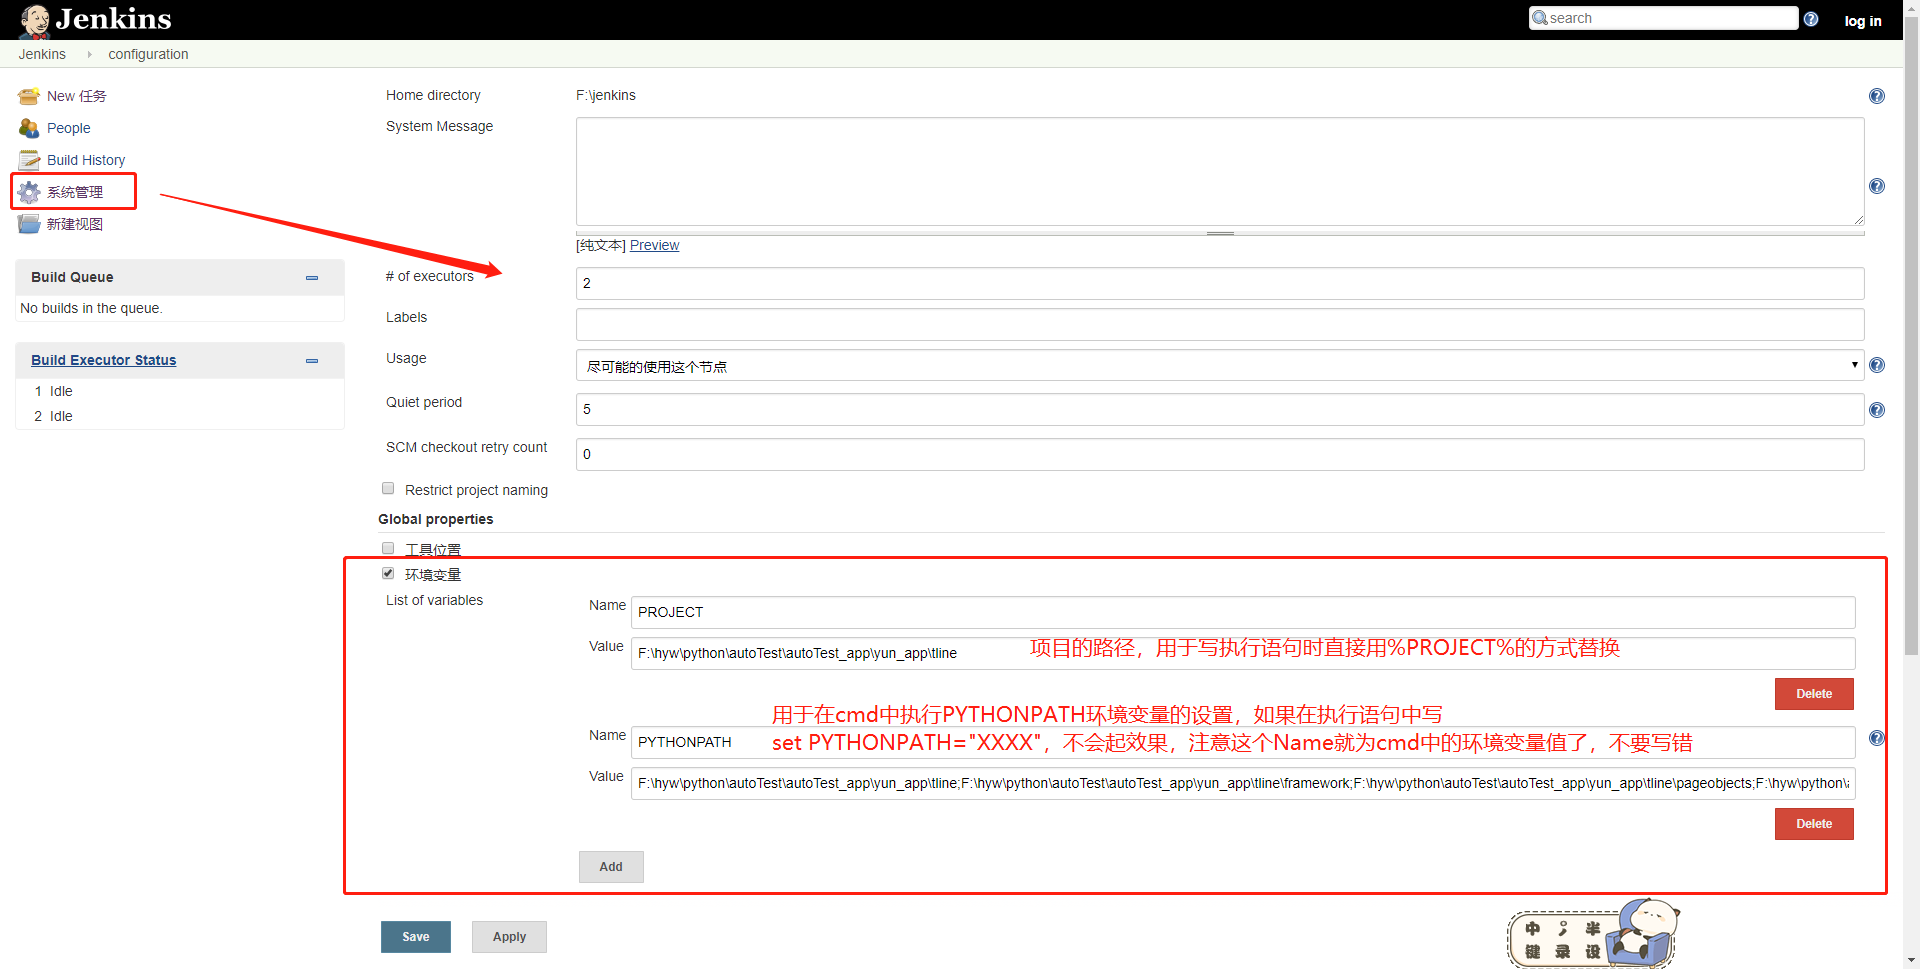 Jenkins
search
log in
Jenkins
configuration
New 任务
People
Build History
系统管理
新建视图
Build Queue
No builds in the queue.
Build Executor Status
1 Idle
2 Idle
Home directory
F:\jenkins
System Message
[纯文本] Preview
# of executors
2
Labels
Usage
尽可能的使用这个节点
Quiet period
5
SCM checkout retry count
0
Restrict project naming
Global properties
工具位置
环境变量
List of variables
Name
PROJECT
Value
F:\hyw\python\autoTest\autoTest_app\yun_app\tline
项目的路径，用于写执行语句时直接用%PROJECT%的方式替换
Delete
用于在cmd中执行PYTHONPATH环境变量的设置，如果在执行语句中写
Name
PYTHONPATH
set PYTHONPATH="XXXX"，不会起效果，注意这个Name就为cmd中的环境变量值了，不要写错
Value
F:\hyw\python\autoTest\autoTest_app\yun_app\tline;F:\hyw\python\autoTest\autoTest_app\yun_app\tline\framework;F:\hyw\python\autoTest\autoTest_app\yun_app\tline\pageobjects;F:\hyw\python\
Delete
Add
Save
Apply
中 ；半
键 录 设